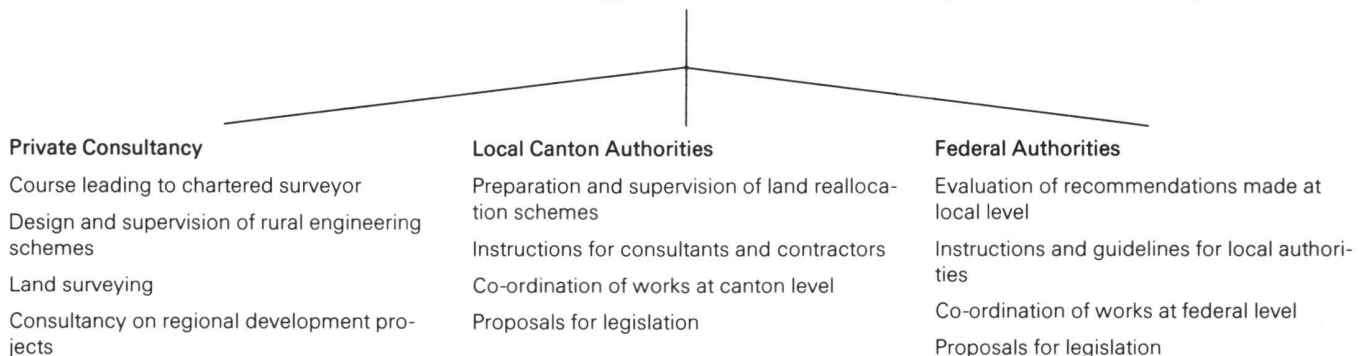 Private Consultancy
Course leading to chartered surveyor
Design and supervision of rural engineering
schemes
Land surveying
Consultancy on regional development pro-
jects
Local Canton Authorities
Preparation and supervision of land realloca-
tion schemes
Instructions for consultants and contractors
Co-ordination of works at canton level
Proposals for legislation
Federal Authorities
Evaluation of recommendations made at
local level
Instructions and guidelines for local authori-
ties
Co-ordination of works at federal level
Proposals for legislation